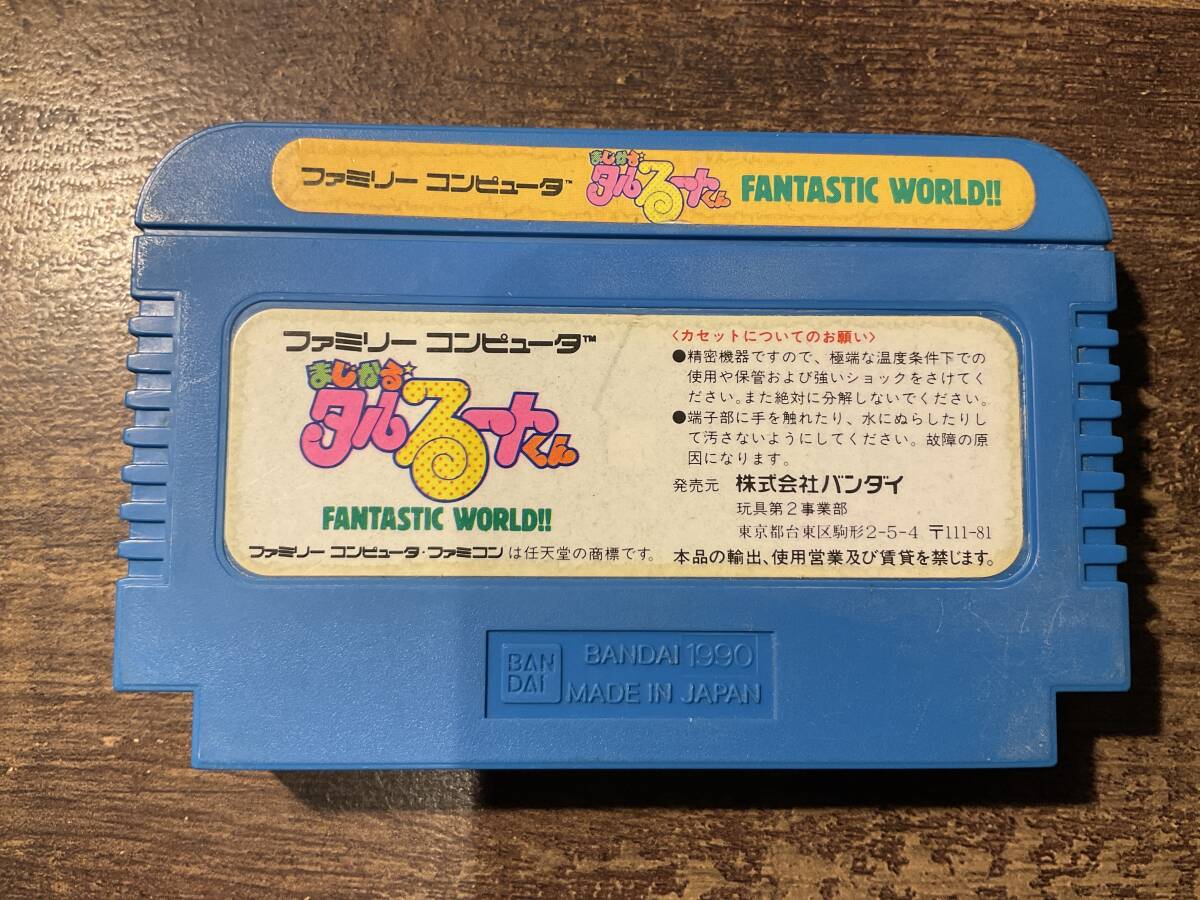 ファミリー コンピュータ™ まじかる☆タルるートくん FANTASTIC WORLD!!
ファミリー コンピュータ™
まじかる☆
タルるートくん
FANTASTIC WORLD!!
ファミリー コンピュータ・ファミコンは任天堂の商標です。
〈カセットについてのお願い〉
●精密機器ですので、極端な温度条件下での
使用や保管および強いショックをさけてく
ださい。また絶対に分解しないでください。
●端子部に手を触れたり、水にぬらしたりし
て汚さないようにしてください。故障の原
因になります。
発売元 株式会社バンダイ
玩具第2事業部
東京都台東区駒形2-5-4 〒111-81
本品の輸出、使用営業及び賃貸を禁じます。
BAN
DAI
BANDAI 1990
MADE IN JAPAN